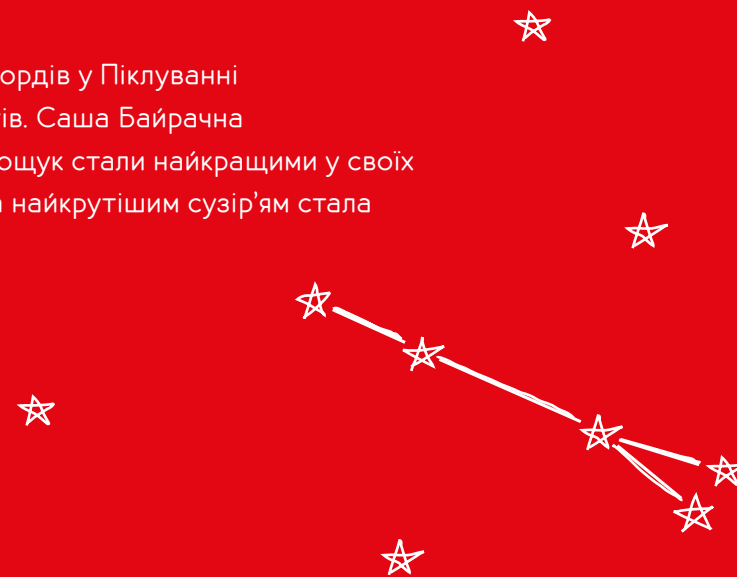 ордів у Піклуванні
ів. Саша Байрачна
ощук стали найкращими у своїх
найкрутішим сузір’ям стала